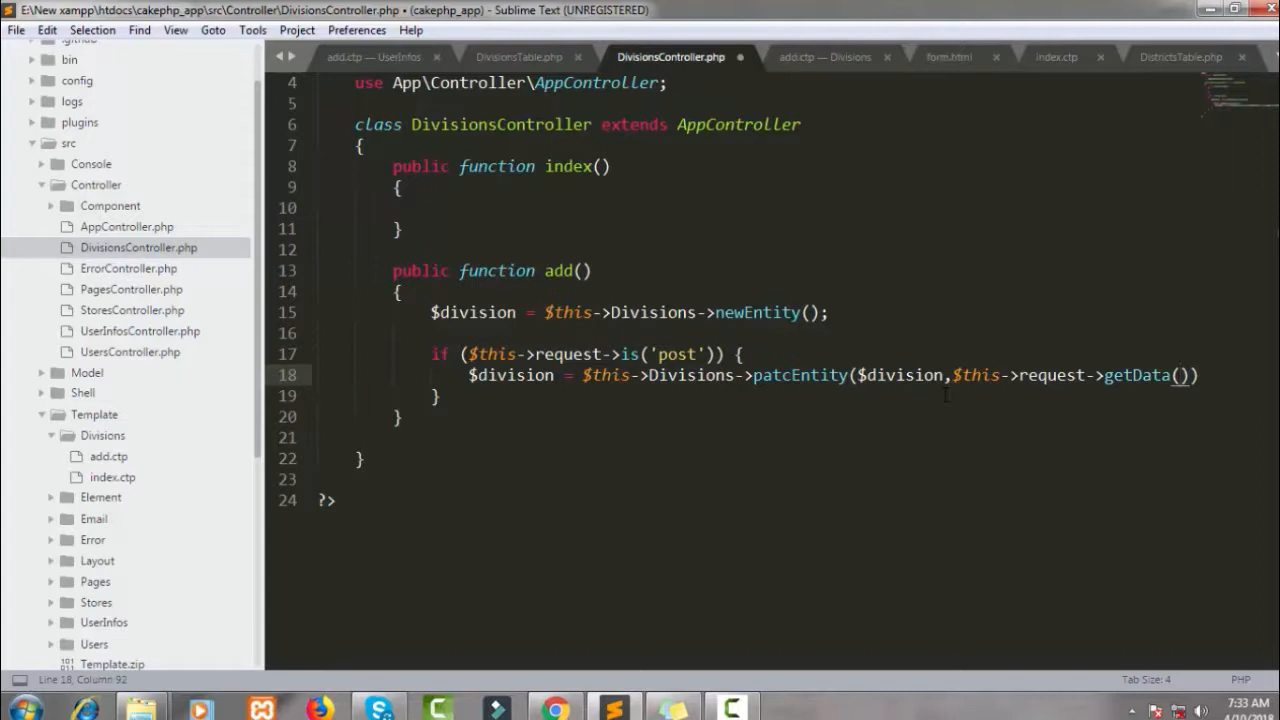 E:\New xampp\htdocs\cakephp_app\src\Controller\DivisionsController.php • (cakephp_app) - Sublime Text (UNREGISTERED)
File Edit Selection Find View Goto Tools Project Preferences Help
add.ctp — UserInfos DivisionsTable.php DivisionsController.php add.ctp — Divisions form.html index.ctp DistrictsTable.php
.github
bin
config
logs
plugins
src
Console
Controller
Component
AppController.php
DivisionsController.php
ErrorController.php
PagesController.php
StoresController.php
UserInfosController.php
UsersController.php
Model
Shell
Template
Divisions
add.ctp
index.ctp
Element
Email
Error
Layout
Pages
Stores
UserInfos
Users
Template.zip
4 use App\Controller\AppController;
5
6 class DivisionsController extends AppController
7 {
8 public function index()
9 {
10
11 }
12
13 public function add()
14 {
15 $division = $this->Divisions->newEntity();
16
17 if ($this->request->is('post')) {
18 $division = $this->Divisions->patcEntity($division,$this->request->getData())
19 }
20 }
21
22 }
23
24 ?>
Line 18, Column 92 Tab Size: 4 PHP
7:33 AM